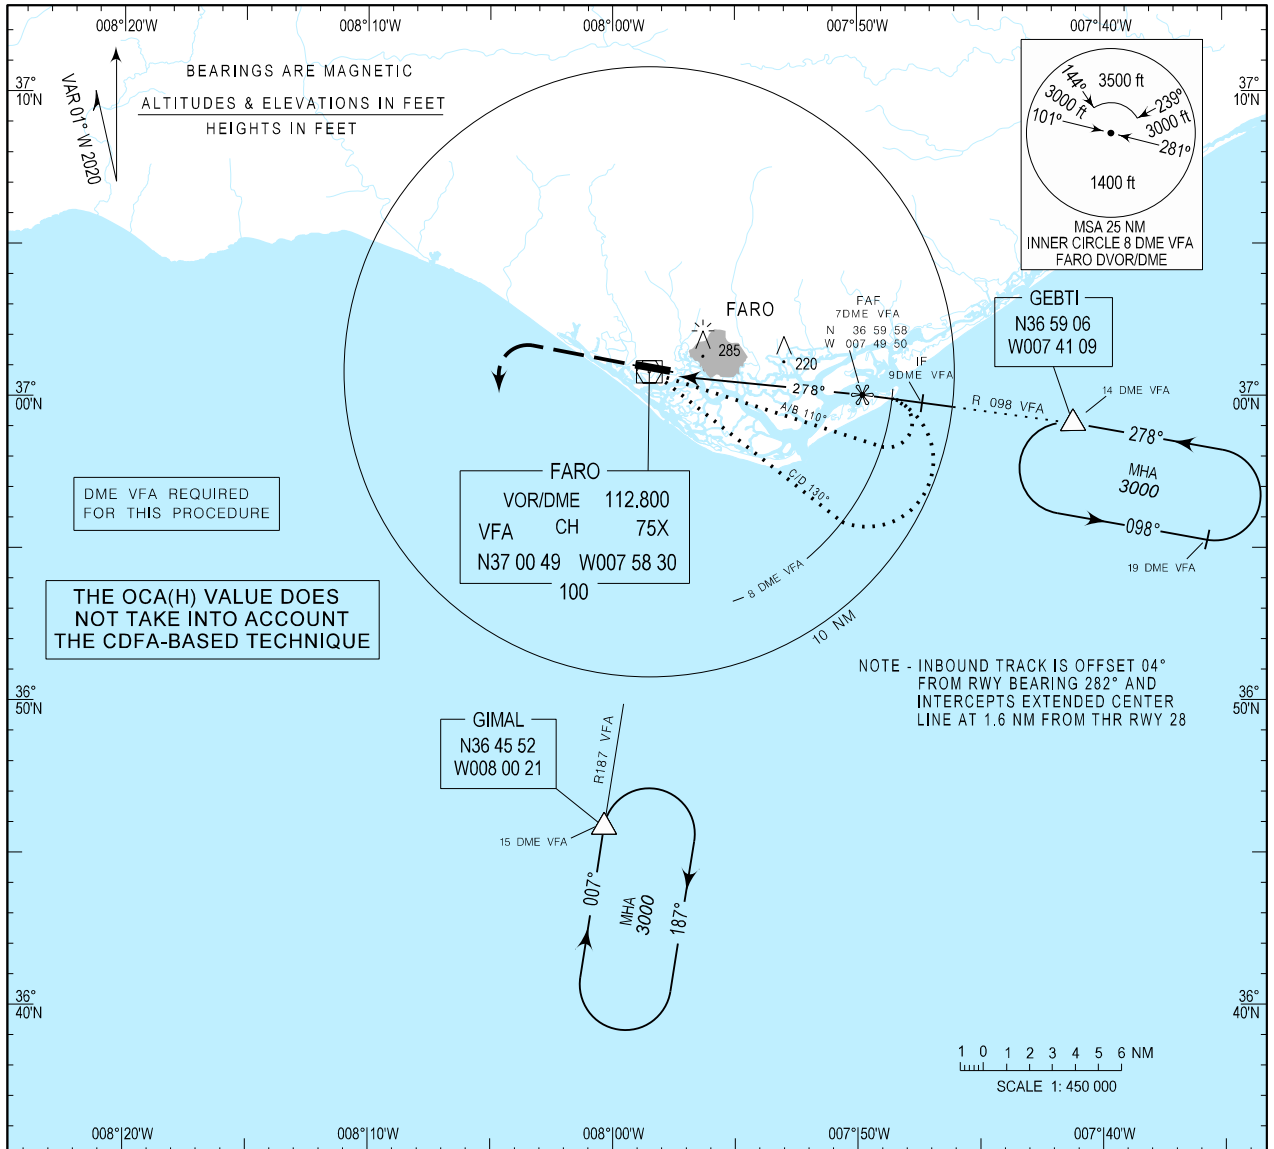 008°20'W
008°10'W
008°00'W
007°50'W
007°40'W
37°
10'N
37°
10'N
VAR 01° W 2020
BEARINGS ARE MAGNETIC
ALTITUDES & ELEVATIONS IN FEET
HEIGHTS IN FEET
3500 ft
144°
3000 ft
101°
239°
3000 ft
281°
1400 ft
MSA 25 NM
INNER CIRCLE 8 DME VFA
FARO DVOR/DME
GEBTI
N36 59 06
W007 41 09
FARO
285
220
FAF
7DME VFA
N 36 59 58
W 007 49 50
IF
9DME VFA
37°
00'N
37°
00'N
278°
R 098 VFA
14 DME VFA
A/B 110°
C/D 130°
278°
MHA
3000
098°
19 DME VFA
FARO
VOR/DME 112.800
VFA CH 75X
N37 00 49 W007 58 30
100
DME VFA REQUIRED
FOR THIS PROCEDURE
THE OCA(H) VALUE DOES
NOT TAKE INTO ACCOUNT
THE CDFA-BASED TECHNIQUE
8 DME VFA
10 NM
NOTE - INBOUND TRACK IS OFFSET 04°
FROM RWY BEARING 282° AND
INTERCEPTS EXTENDED CENTER
LINE AT 1.6 NM FROM THR RWY 28
36°
50'N
36°
50'N
GIMAL
N36 45 52
W008 00 21
R187 VFA
15 DME VFA
007°
MHA
3000
187°
36°
40'N
36°
40'N
1 0 1 2 3 4 5 6 NM
SCALE 1: 450 000
008°20'W
008°10'W
008°00'W
007°50'W
007°40'W